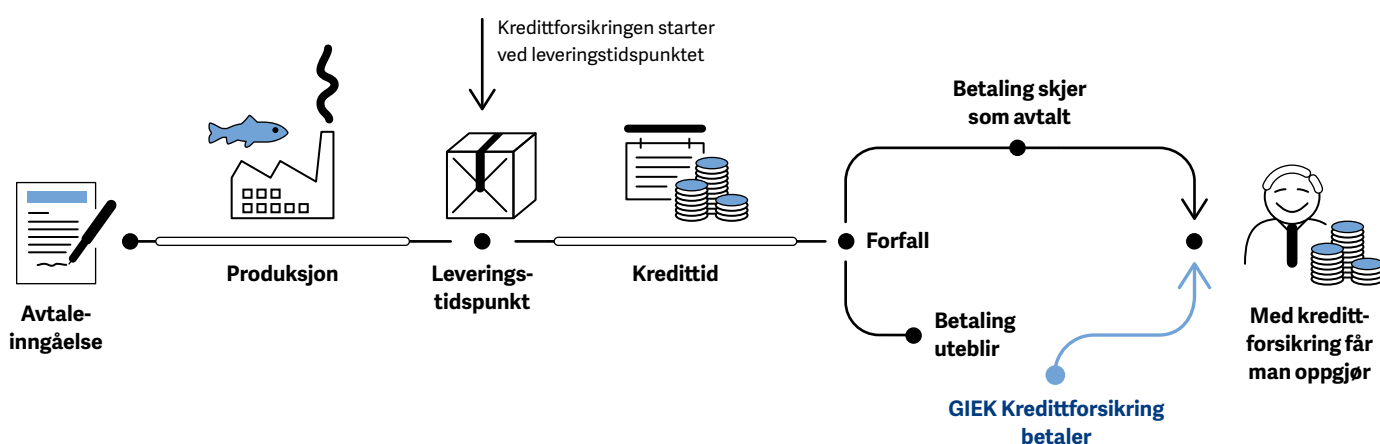 Kredittforsikringen starter
ved leveringstidspunktet
Avtale-
inngåelse
Produksjon
Leverings-
tidspunkt
Kredittid
Forfall
Betaling skjer
som avtalt
Betaling
uteblir
GIEK Kredittforsikring
betaler
Med kreditt-
forsikring får
man oppgjør